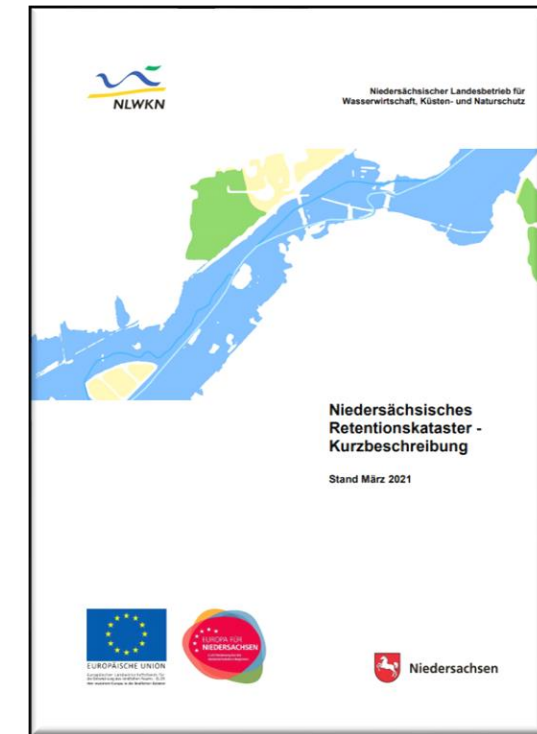 NLWKN
Niedersächsischer Landesbetrieb für
Wasserwirtschaft, Küsten- und Naturschutz
Niedersächsisches
Retentionskataster -
Kurzbeschreibung
Stand März 2021
EUROPÄISCHE UNION
EUROPA FÜR
NIEDERSACHSEN
Niedersachsen